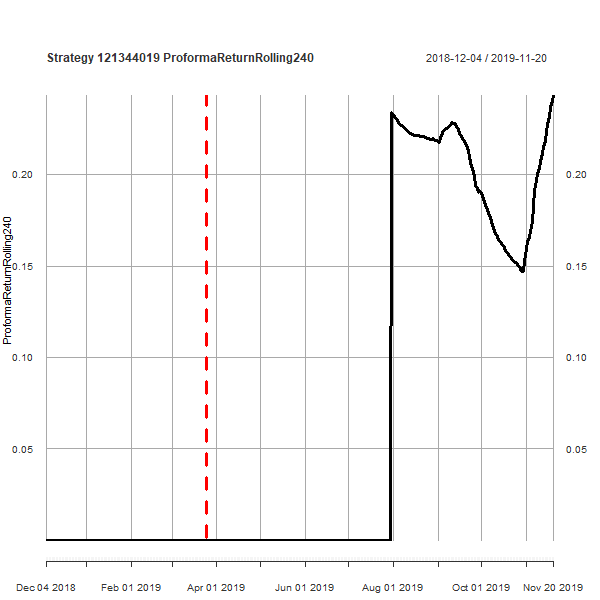 Strategy 121344019 ProformaReturnRolling240
2018-12-04 / 2019-11-20
ProformaReturnRolling240
0.20
0.20
0.15
0.15
0.10
0.10
0.05
0.05
Dec 04 2018
Feb 01 2019
Apr 01 2019
Jun 01 2019
Aug 01 2019
Oct 01 2019
Nov 20 2019